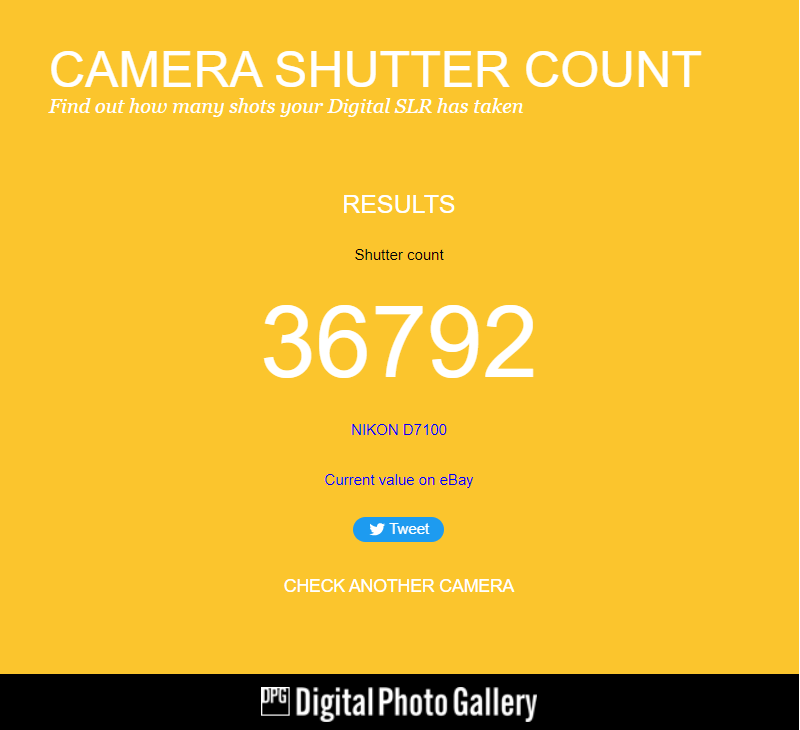 CAMERA SHUTTER COUNT
Find out how many shots your Digital SLR has taken
RESULTS
Shutter count
36792
NIKON D7100
Current value on eBay
Tweet
CHECK ANOTHER CAMERA
DPG Digital Photo Gallery